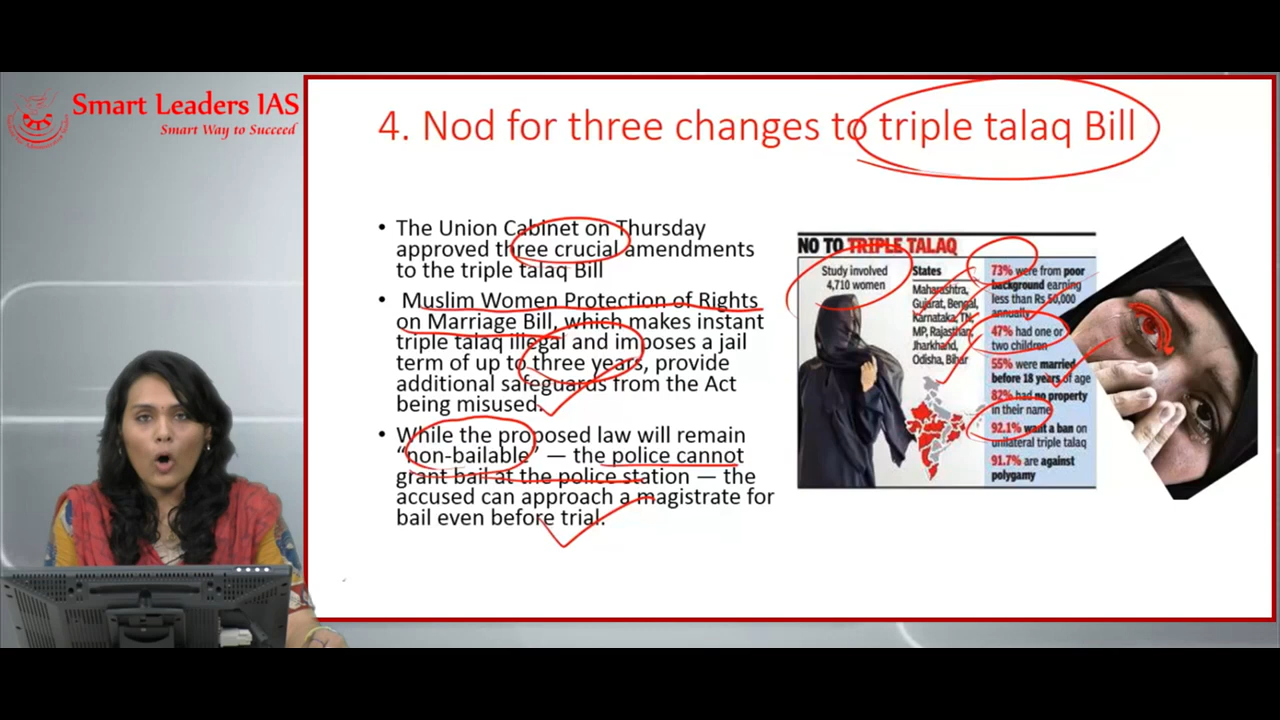 Smart Leaders IAS
Smart Way to Succeed
4. Nod for three changes to triple talaq Bill
• The Union Cabinet on Thursday
approved three crucial amendments
to the triple talaq Bill
• Muslim Women Protection of Rights
on Marriage Bill, which makes instant
triple talaq illegal and imposes a jail
term of up to three years, provide
additional safeguards from the Act
being misused.
• While the proposed law will remain
“non-bailable” — the police cannot
grant bail at the police station — the
accused can approach a magistrate for
bail even before trial.
NO TO TRIPLE TALAQ
Study involved
4,710 women
States
Maharashtra,
Gujarat, Bengal,
Karnataka, TN,
MP, Rajasthan,
Jharkhand,
Odisha, Bihar
73% were from poor
background earning
less than Rs 50,000
annually
47% had one or
two children
55% were married
before 18 years of age
82% had no property
in their name
92.1% want a ban on
unilateral triple talaq
91.7% are against
polygamy